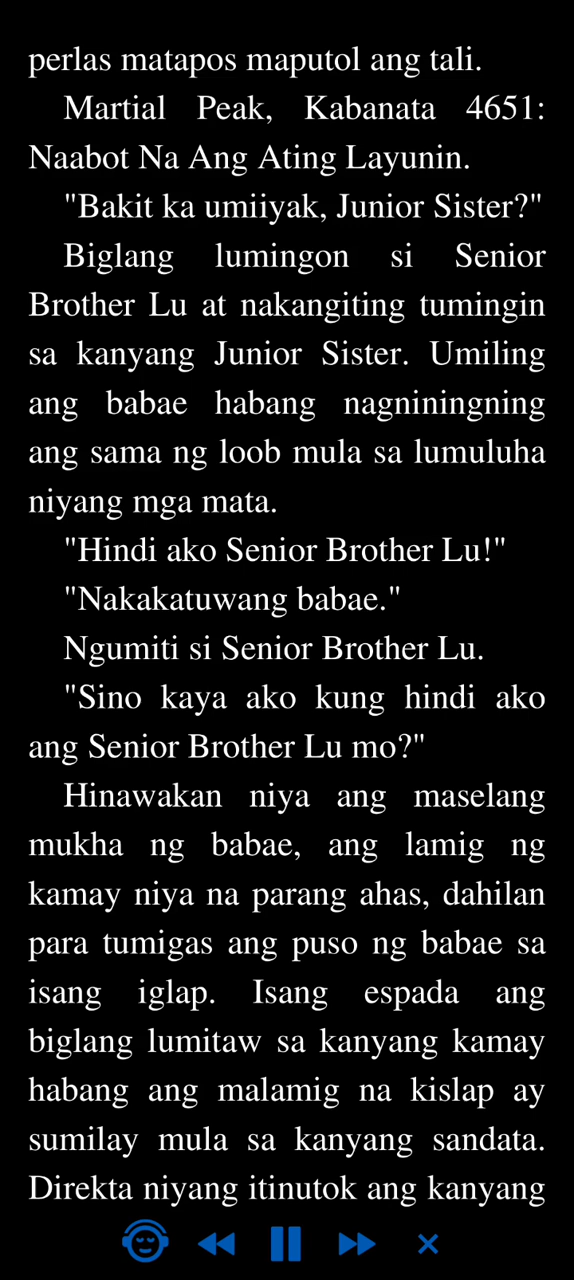 perlas matapos maputol ang tali.
Martial Peak, Kabanata 4651:
Naabot Na Ang Ating Layunin.
"Bakit ka umiiyak, Junior Sister?"
Biglang lumingon si Senior
Brother Lu at nakangiting tumingin
sa kanyang Junior Sister. Umiling
ang babae habang nagniningning
ang sama ng loob mula sa lumuluha
niyang mga mata.
"Hindi ako Senior Brother Lu!"
"Nakakatuwang babae."
Ngumiti si Senior Brother Lu.
"Sino kaya ako kung hindi ako
ang Senior Brother Lu mo?"
Hinawakan niya ang maselang
mukha ng babae, ang lamig ng
kamay niya na parang ahas, dahilan
para tumigas ang puso ng babae sa
isang iglap. Isang espada ang
biglang lumitaw sa kanyang kamay
habang ang malamig na kislap ay
sumilay mula sa kanyang sandata.
Direkta niyang itinutok ang kanyang